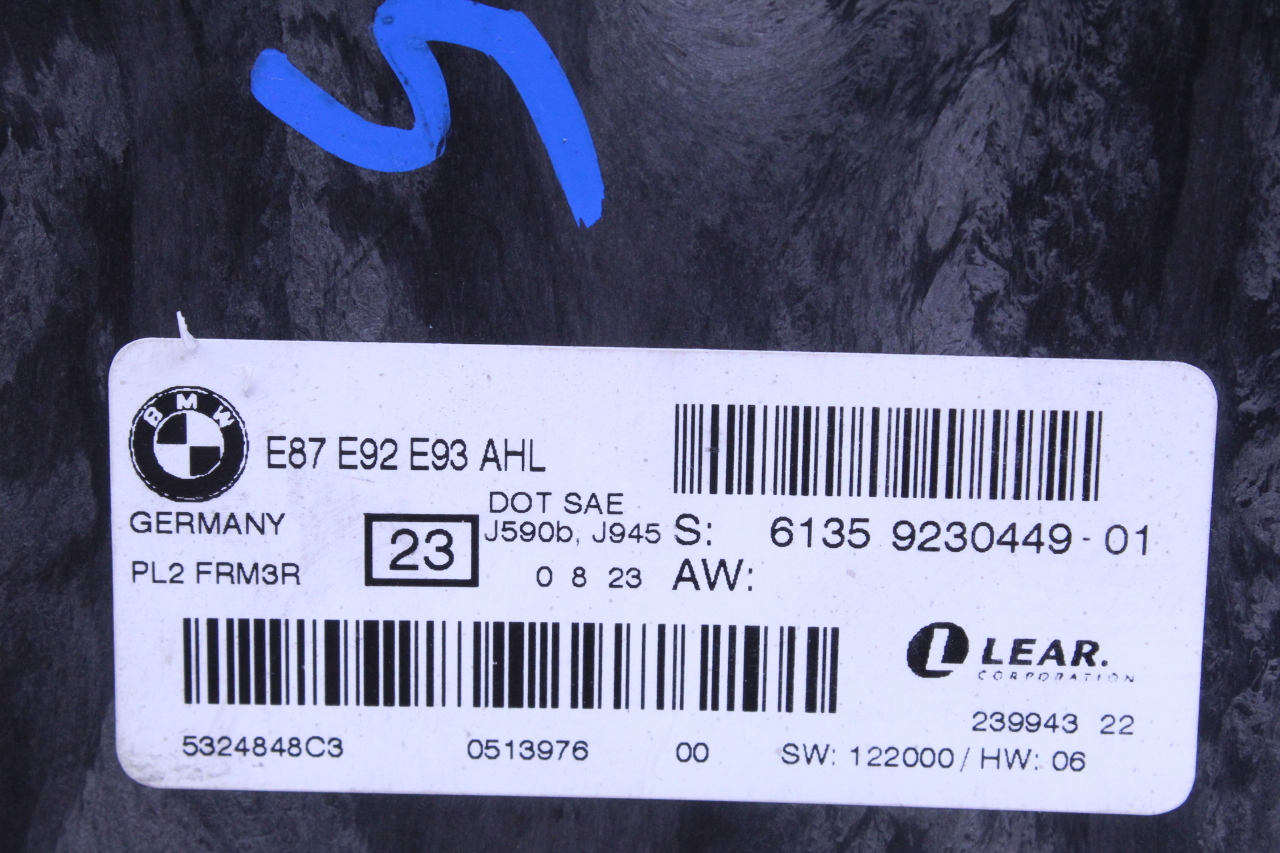 BMW
E87 E92 E93 AHL
GERMANY
PL2 FRM3R
23
DOT SAE
J590b, J945
0 8 23
S: 6135 9230449-01
AW:
LEAR.
CORPORATION
239943 22
5324848C3 0513976 00 SW: 122000/HW: 06